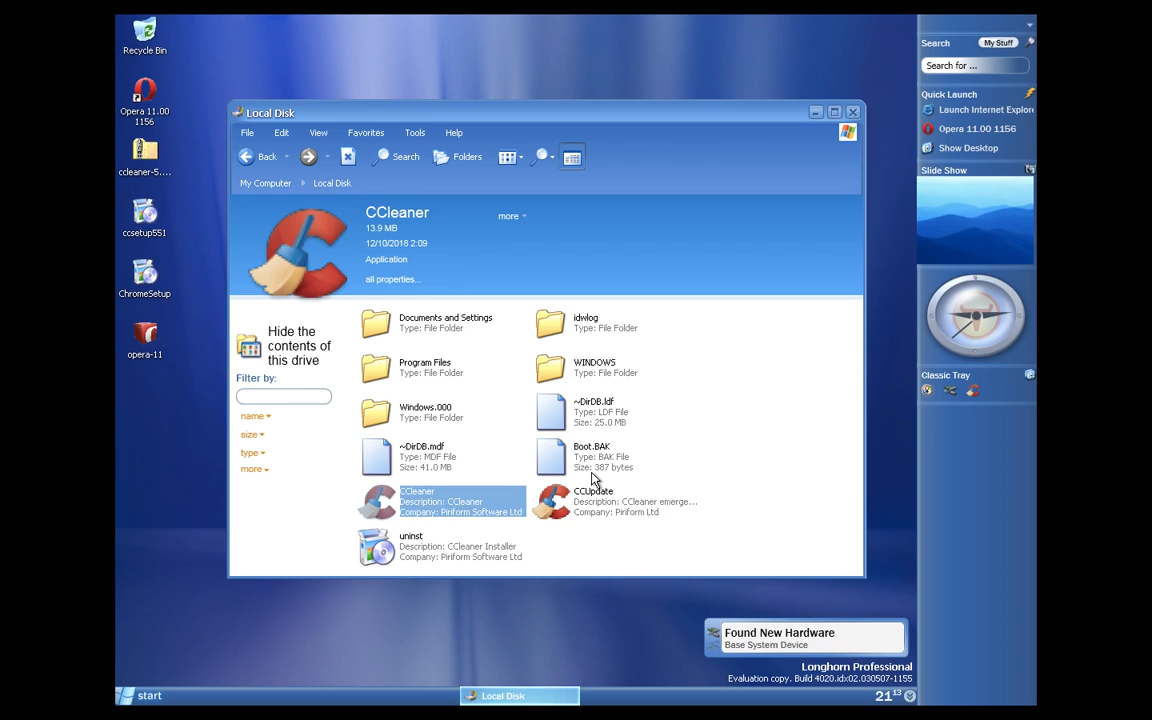 Recycle Bin
Opera 11.00
1156
ccleaner-5....
ccsetup551
ChromeSetup
opera-11
Local Disk
File Edit View Favorites Tools Help
Back Search Folders
My Computer Local Disk
CCleaner
13.9 MB
12/10/2018 2:09
Application
all properties...
more
Hide the
contents of
this drive
Filter by:
name
size
type
more
Documents and Settings
Type: File Folder
idwlog
Type: File Folder
Program Files
Type: File Folder
WINDOWS
Type: File Folder
Windows.000
Type: File Folder
~DirDB.ldf
Type: LDF File
Size: 25.0 MB
~DirDB.mdf
Type: MDF File
Size: 41.0 MB
Boot.BAK
Type: BAK File
Size: 387 bytes
CCleaner
Description: CCleaner
Company: Piriform Software Ltd
CCUpdate
Description: CCleaner emerge...
Company: Piriform Ltd
uninst
Description: CCleaner Installer
Company: Piriform Software Ltd
Search My Stuff
Search for ...
Quick Launch
Launch Internet Explore
Opera 11.00 1156
Show Desktop
Slide Show
Classic Tray
Found New Hardware
Base System Device
Longhorn Professional
Evaluation copy. Build 4020.idx02.030507-1155
start
Local Disk
21 13